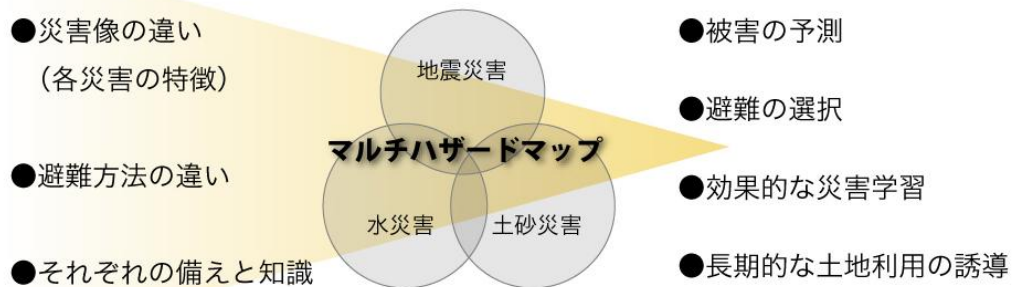 ●災害像の違い
（各災害の特徴）
●避難方法の違い
●それぞれの備えと知識
地震災害
マルチハザードマップ
水災害
土砂災害
●被害の予測
●避難の選択
●効果的な災害学習
●長期的な土地利用の誘導